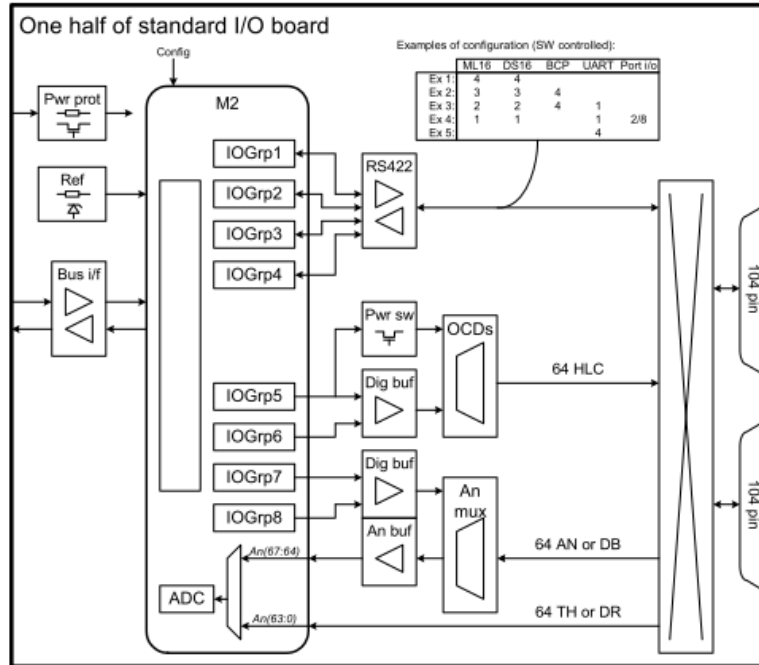 One half of standard I/O board
Config
Examples of configuration (SW controlled):
ML16 DS16 BCP UART Port i/o
Ex 1: 4 4
Ex 2: 3 3 4
Ex 3: 2 2 4 1
Ex 4: 1 1 1 2/8
Ex 5: 4
Pwr prot
M2
IOGrp1
RS422
Ref
IOGrp2
IOGrp3
IOGrp4
Bus i/f
104 pin
Pwr sw
OCDs
IOGrp5
Dig buf
64 HLC
IOGrp6
IOGrp7
Dig buf
An
mux
IOGrp8
An buf
104 pin
An(67:64)
64 AN or DB
ADC
An(63:0)
64 TH or DR